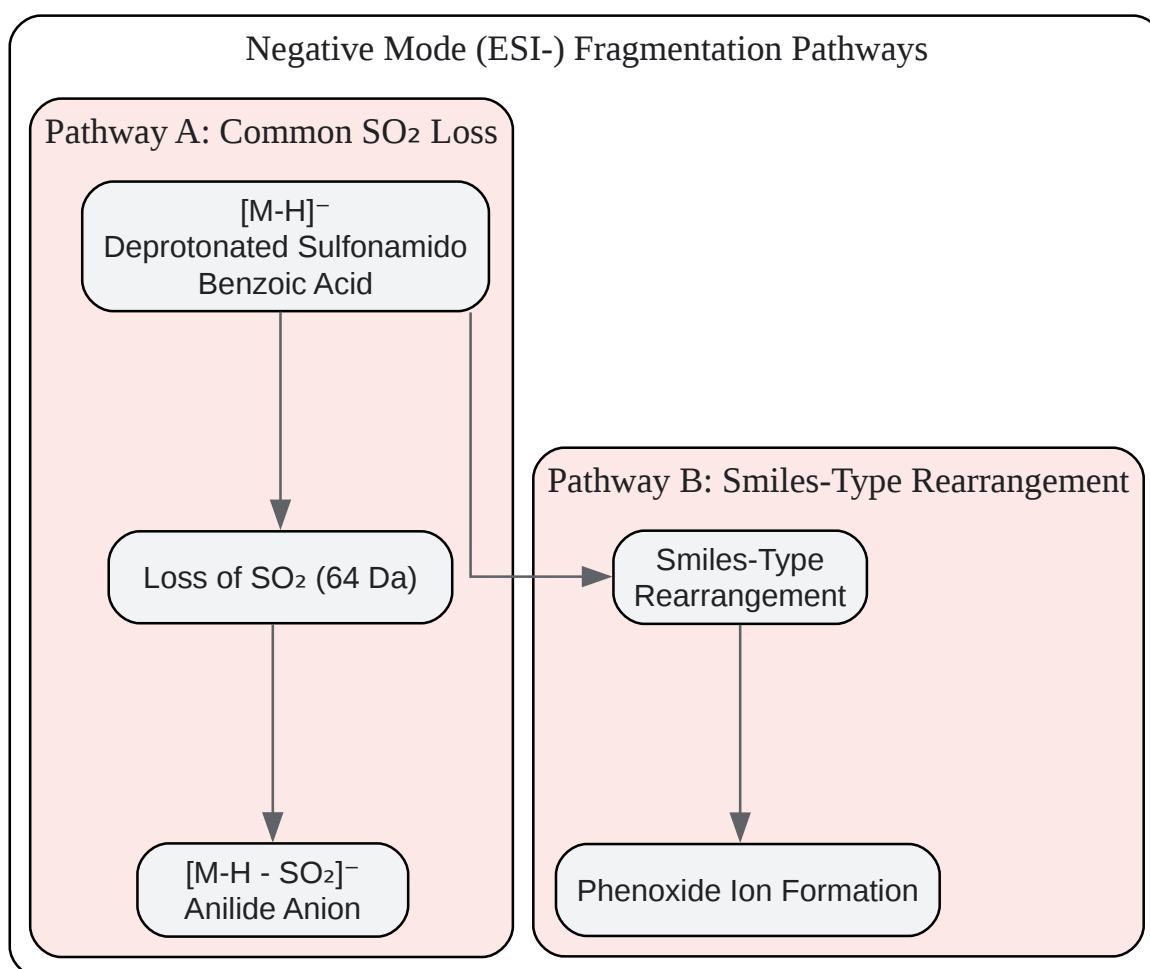 Negative Mode (ESI-) Fragmentation Pathways
Pathway A: Common SO₂ Loss
[M-H]⁻
Deprotonated Sulfonamido
Benzoic Acid
Loss of SO₂ (64 Da)
[M-H - SO₂]⁻
Anilide Anion
Pathway B: Smiles-Type Rearrangement
Smiles-Type
Rearrangement
Phenoxide Ion Formation